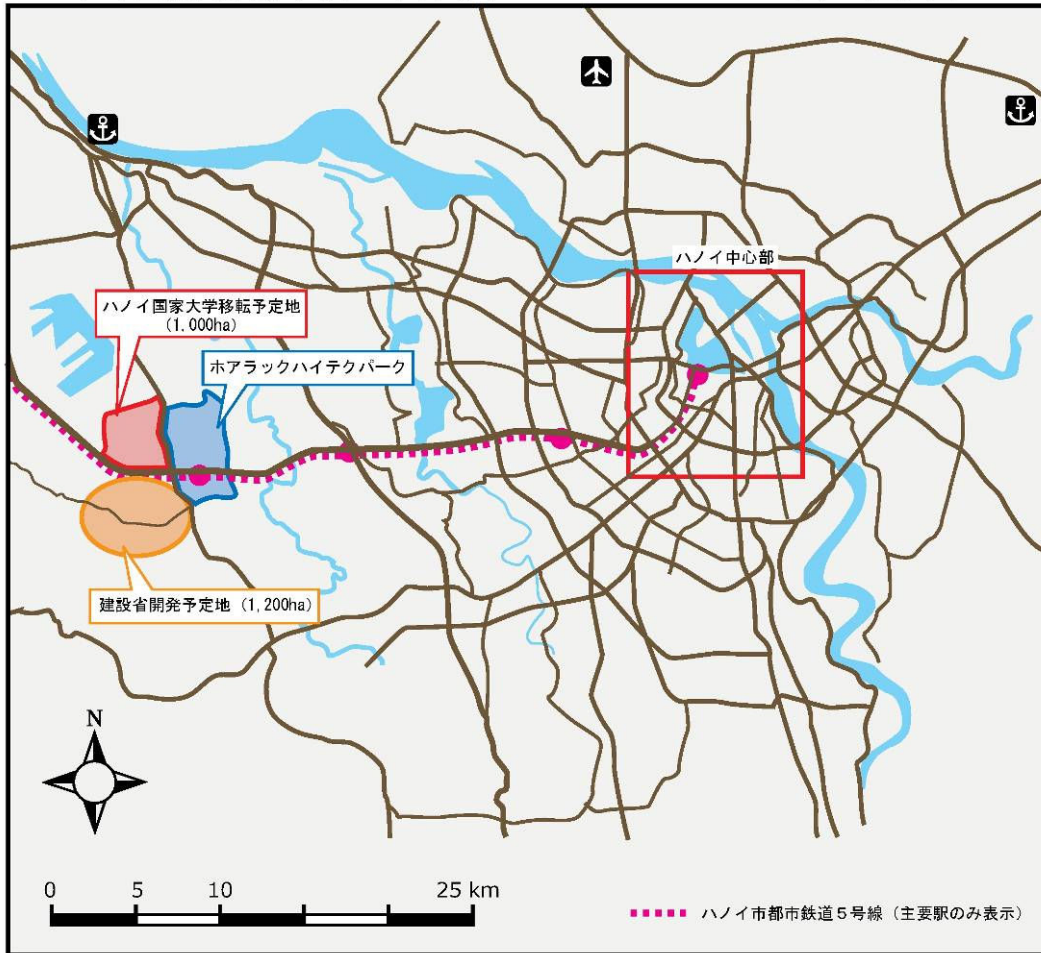 ハノイ中心部
ハノイ国家大学移転予定地
(1,000ha)
ホアラックハイテクパーク
建設省開発予定地 (1,200ha)
N
0 5 10 25 km
ハノイ市都市鉄道5号線 (主要駅のみ表示)